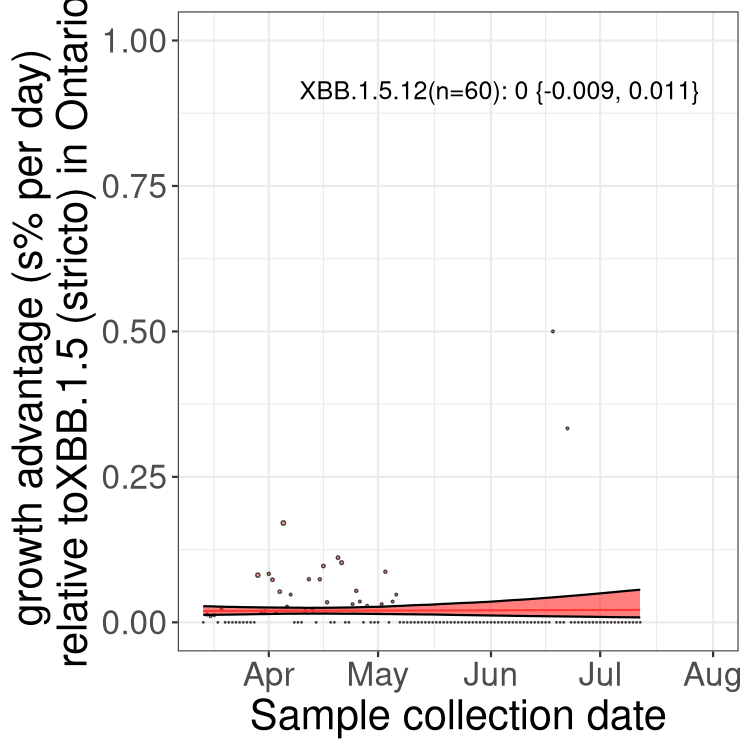 growth advantage (s% per day)
relative toXBB.1.5 (stricto) in Ontario
1.00
0.75
0.50
0.25
0.00
XBB.1.5.12(n=60): 0 {-0.009, 0.011}
Apr May Jun Jul Aug
Sample collection date